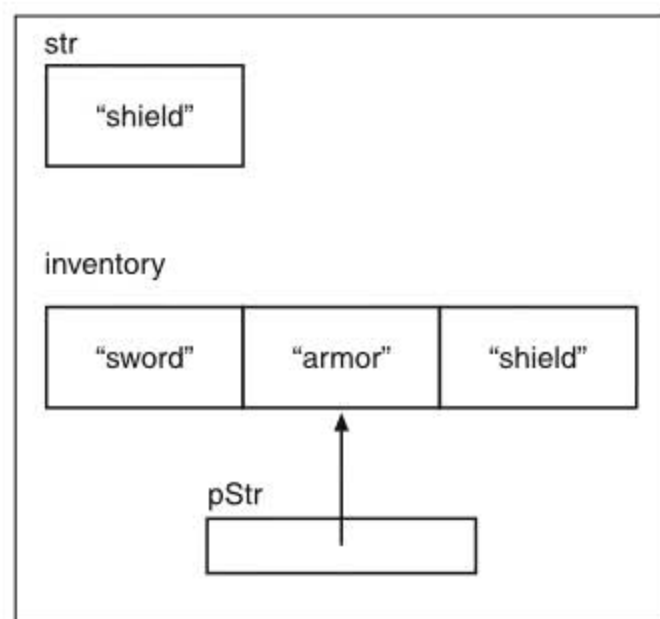 str
“shield”
inventory
“sword” “armor” “shield”
pStr